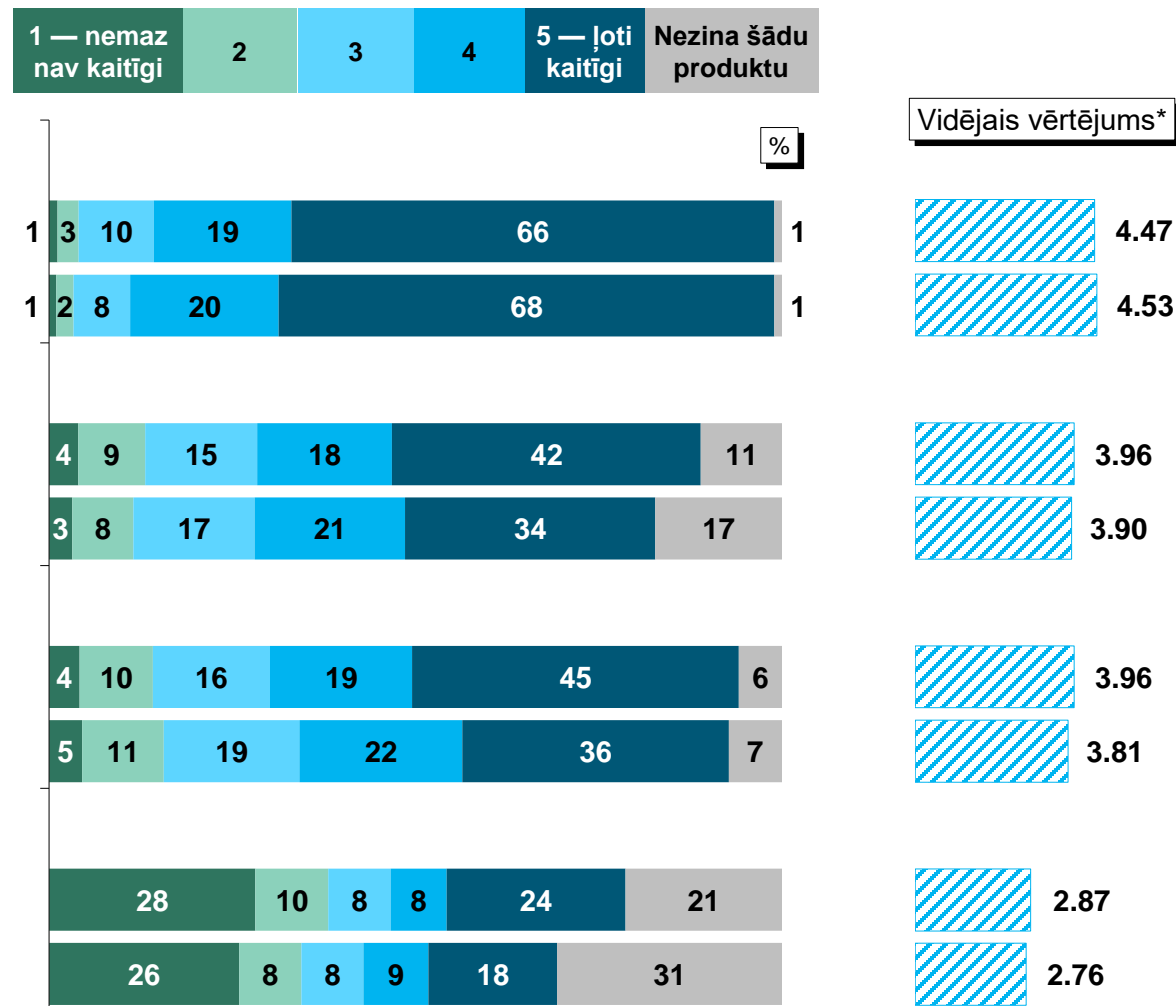 1 — nemaz nav kaitīgi 2 3 4 5 — ļoti kaitīgi Nezina šādu produktu
Vidējais vērtējums*
%
1 3 10 19 66 1 4.47
1 2 8 20 68 1 4.53
4 9 15 18 42 11 3.96
3 8 17 21 34 17 3.90
4 10 16 19 45 6 3.96
5 11 19 22 36 7 3.81
28 10 8 8 24 21 2.87
26 8 8 9 18 31 2.76